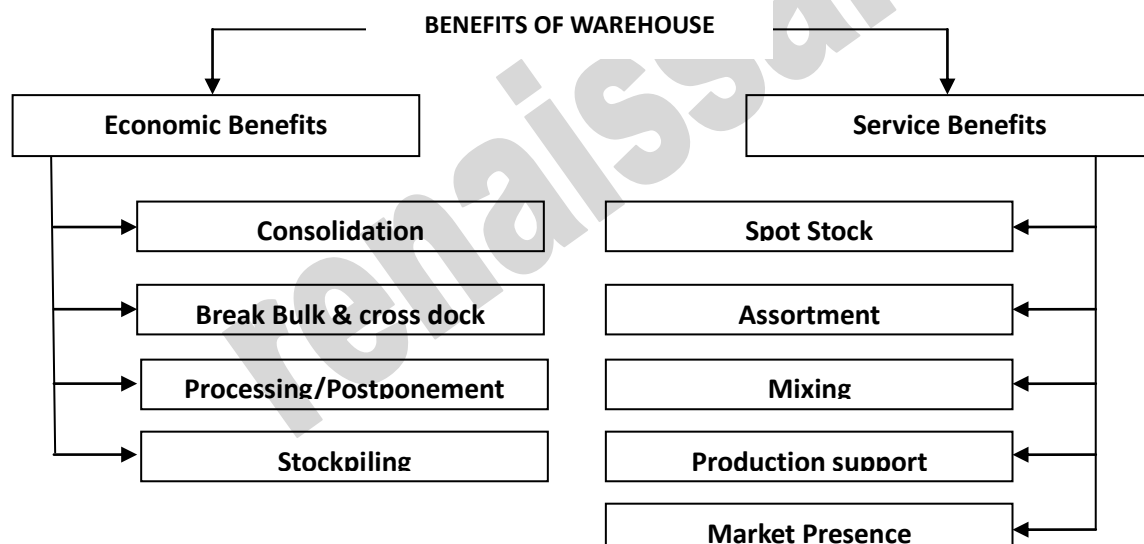 BENEFITS OF WAREHOUSE
Economic Benefits
Service Benefits
Consolidation
Spot Stock
Break Bulk & cross dock
Assortment
Processing/Postponement
Mixing
Stockpiling
Production support
Market Presence